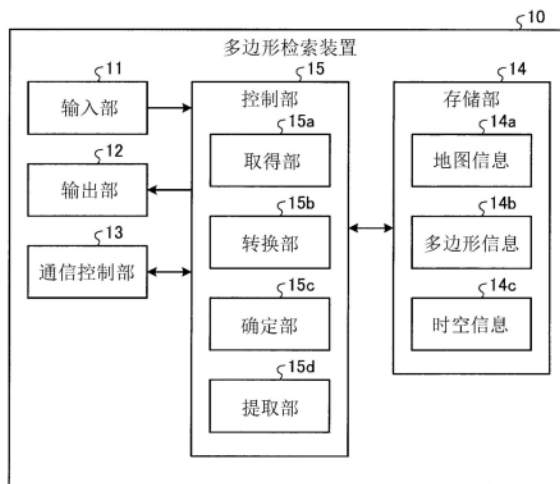 10
多边形检索装置
11
输入部
12
输出部
13
通信控制部
15
控制部
15a
取得部
15b
转换部
15c
确定部
15d
提取部
14
存储部
14a
地图信息
14b
多边形信息
14c
时空信息